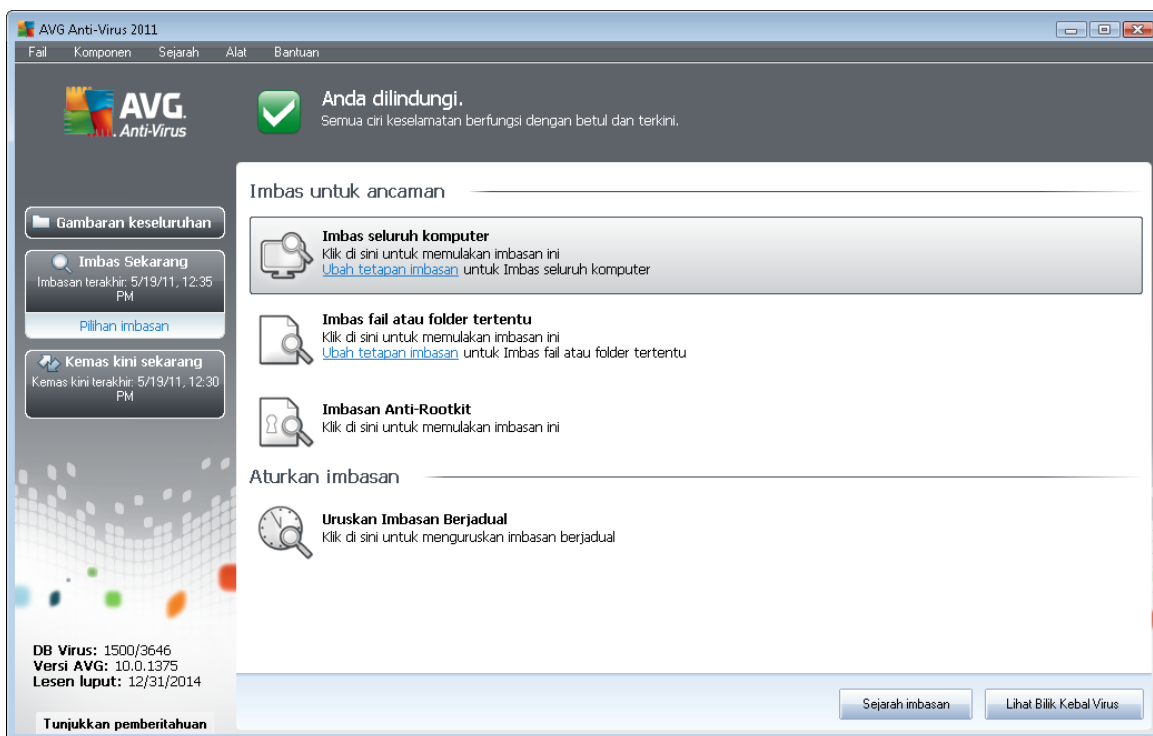 AVG Anti-Virus 2011
Fail Komponen Sejarah Alat Bantuan
AVG.
Anti-Virus
Anda dilindungi.
Semua ciri keselamatan berfungsi dengan betul dan terkini.
Gambaran keseluruhan
Imbas Sekarang
Imbasan terakhir: 5/19/11, 12:35
PM
Pilihan imbasan
Kemas kini sekarang
Kemas kini terakhir: 5/19/11, 12:30
PM
DB Virus: 1500/3646
Versi AVG: 10.0.1375
Lesen luput: 12/31/2014
Tunjukkan pemberitahuan
Imbas untuk ancaman
Imbas seluruh komputer
Klik di sini untuk memulakan imbasan ini
Ubah tetapan imbasan untuk Imbas seluruh komputer
Imbas fail atau folder tertentu
Klik di sini untuk memulakan imbasan ini
Ubah tetapan imbasan untuk Imbas fail atau folder tertentu
Imbasan Anti-Rootkit
Klik di sini untuk memulakan imbasan ini
Aturkan imbasan
Uruskan Imbasan Berjadual
Klik di sini untuk menguruskan imbasan berjadual
Sejarah imbasan
Lihat Bilik Kebal Virus